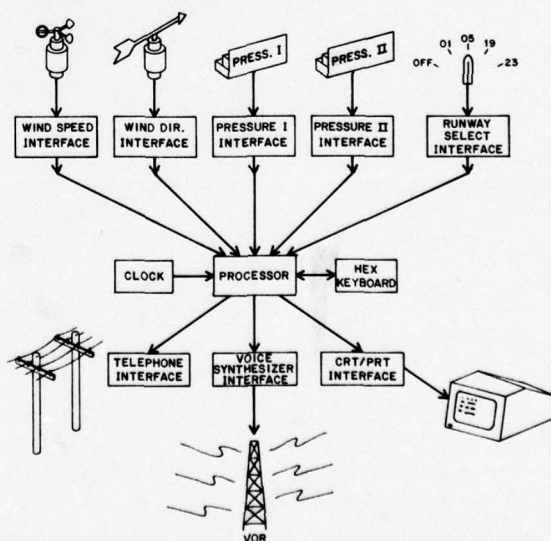 PRESS. I
PRESS. II
OFF
01
05
19
23
WIND SPEED
INTERFACE
WIND DIR.
INTERFACE
PRESSURE I
INTERFACE
PRESSURE II
INTERFACE
RUNWAY
SELECT
INTERFACE
CLOCK
PROCESSOR
HEX
KEYBOARD
TELEPHONE
INTERFACE
VOICE
SYNTHESIZER
INTERFACE
CRT/PRT
INTERFACE
VOR